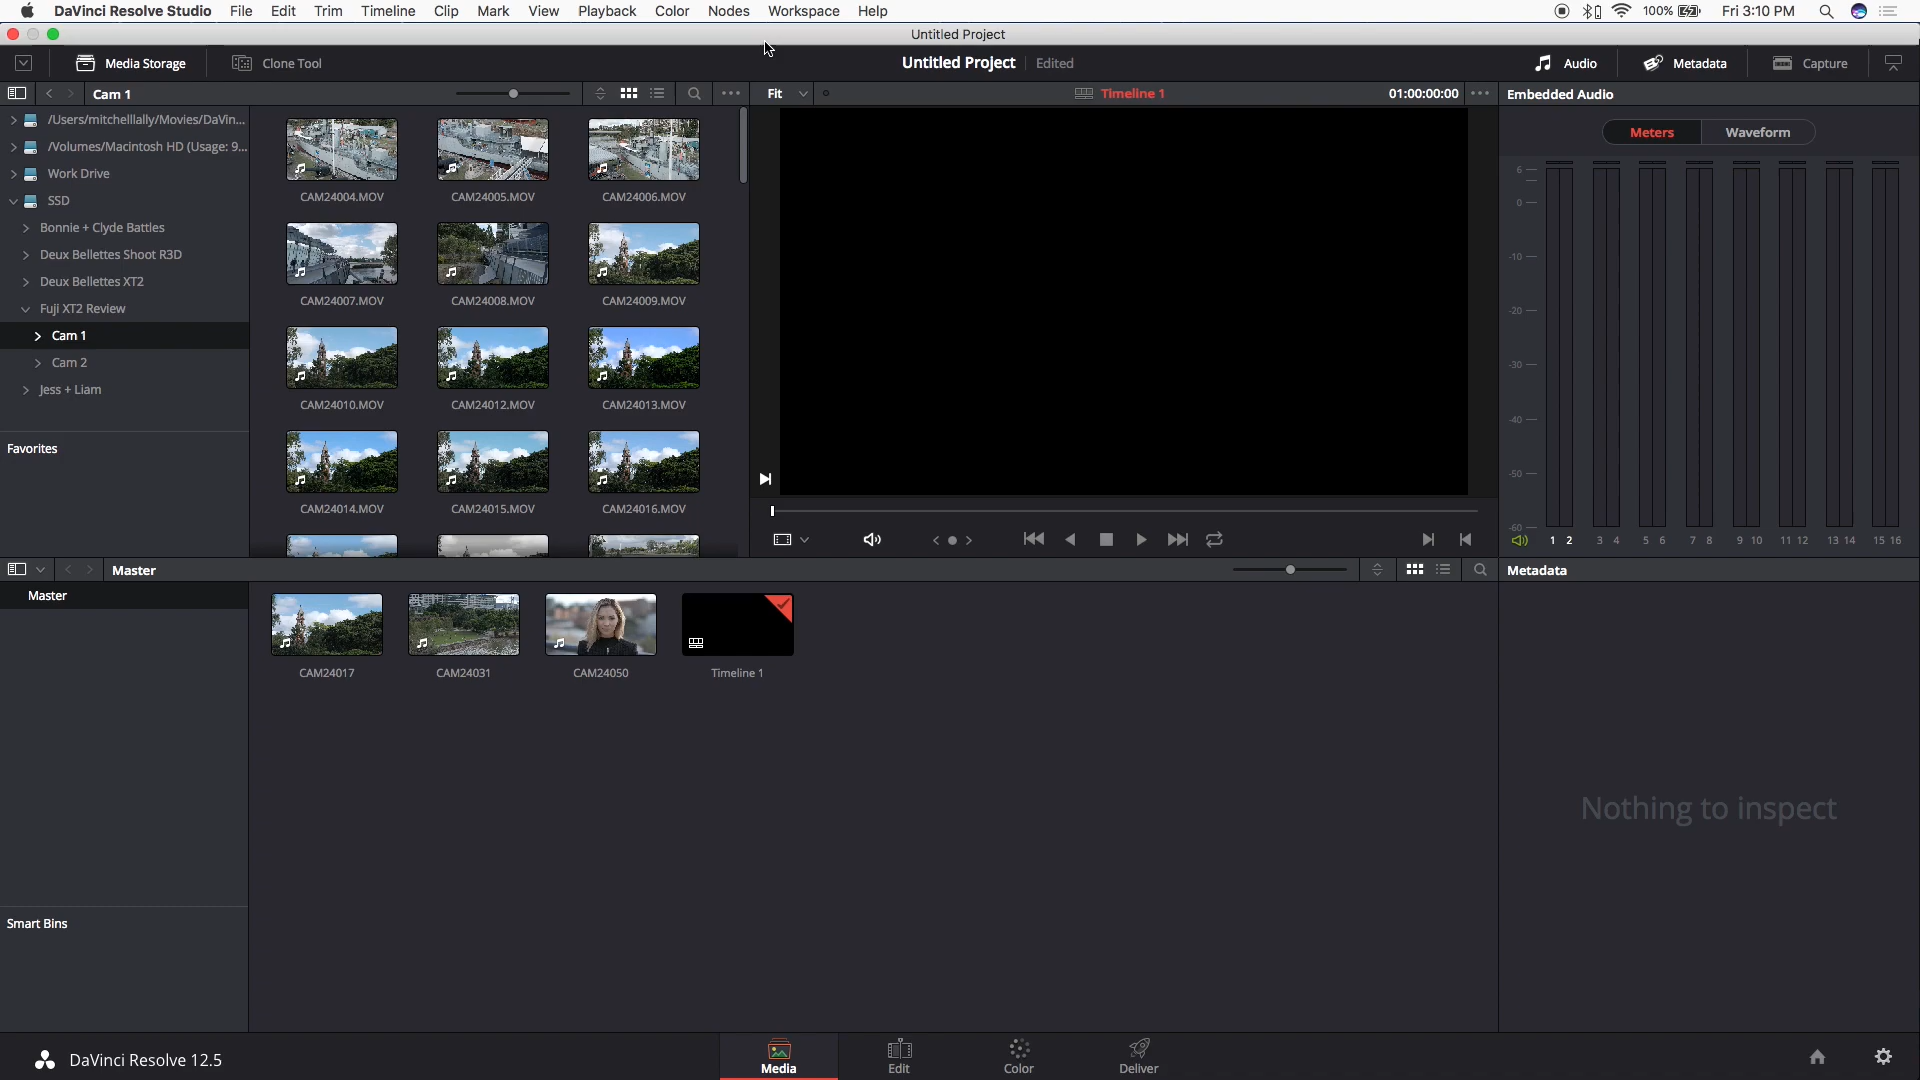 DaVinci Resolve Studio File Edit Trim Timeline Clip Mark View Playback Color Nodes Workspace Help 100% Fri 3:10 PM
Untitled Project
Media Storage Clone Tool Untitled Project Edited Audio Metadata Capture
Cam 1 Fit Timeline 1 01:00:00:00 Embedded Audio
/Users/mitchelllally/Movies/DaVin...
/Volumes/Macintosh HD (Usage: 9...
Work Drive
SSD
Bonnie + Clyde Battles
Deux Bellettes Shoot R3D
Deux Bellettes XT2
Fuji XT2 Review
Cam 1
Cam 2
Jess + Liam
Favorites
CAM24004.MOV CAM24005.MOV CAM24006.MOV
CAM24007.MOV CAM24008.MOV CAM24009.MOV
CAM24010.MOV CAM24012.MOV CAM24013.MOV
CAM24014.MOV CAM24015.MOV CAM24016.MOV
Meters Waveform
6
0
-10
-20
-30
-40
-50
-60
1 2 3 4 5 6 7 8 9 10 11 12 13 14 15 16
Master Metadata
Master
CAM24017 CAM24031 CAM24050 Timeline 1
Nothing to inspect
Smart Bins
DaVinci Resolve 12.5 Media Edit Color Deliver